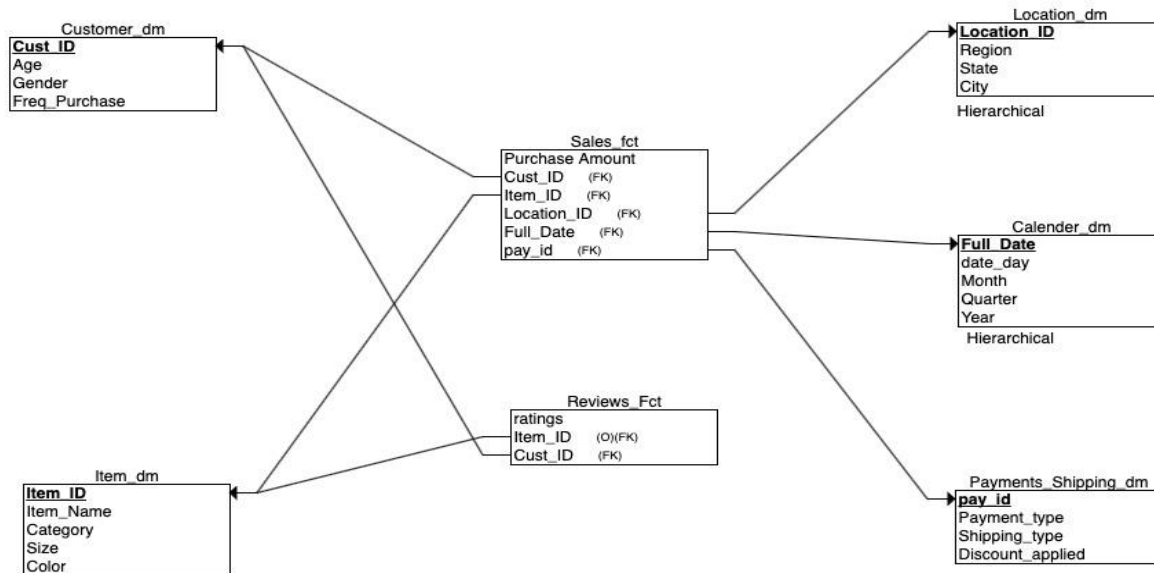 Customer_dm
Cust_ID
Age
Gender
Freq_Purchase
Location_dm
Location_ID
Region
State
City
Hierarchical
Sales_fct
Purchase Amount
Cust_ID (FK)
Item_ID (FK)
Location_ID (FK)
Full_Date (FK)
pay_id (FK)
Calender_dm
Full_Date
date_day
Month
Quarter
Year
Hierarchical
Reviews_Fct
ratings
Item_ID (O)(FK)
Cust_ID (FK)
Item_dm
Item_ID
Item_Name
Category
Size
Color
Payments_Shipping_dm
pay_id
Payment_type
Shipping_type
Discount_applied